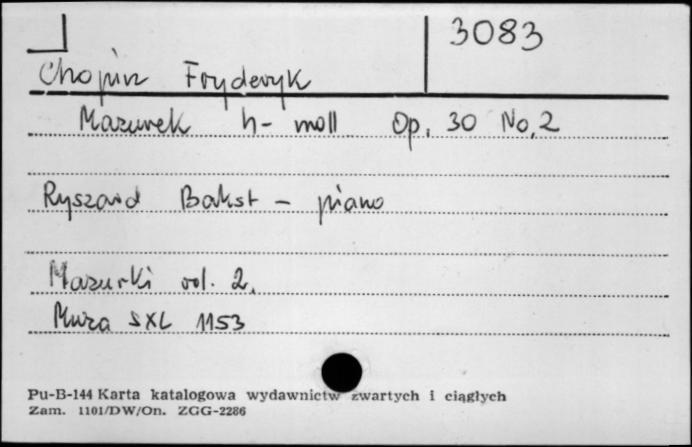 3083
Chopin Fryderyk
Mazurek h-moll Op. 30 No. 2
Ryszard Bakst - piano
Mazurki vol. 2.
Muza SXL 1153
Pu-B-144 Karta katalogowa wydawnictw zwartych i ciągłych
Zam. 1101/DW/On. ZGG-2286